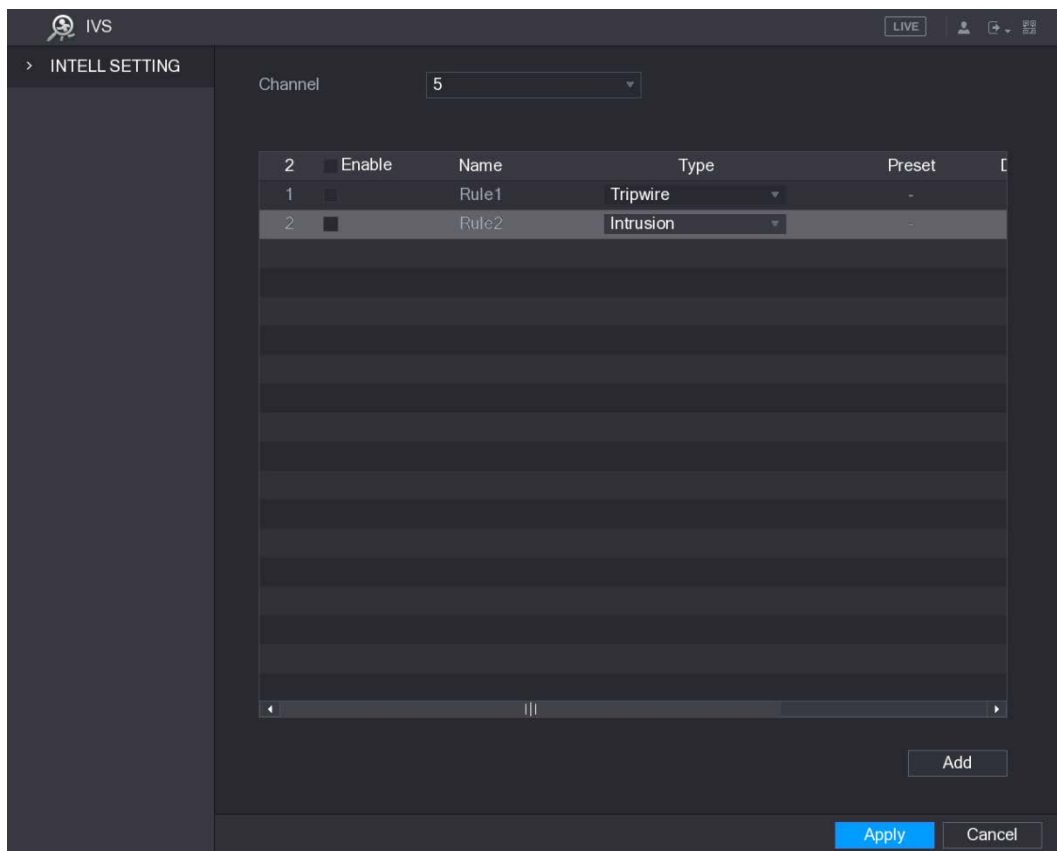 IVS LIVE
INTELL SETTING
Channel 5
2 Enable Name Type Preset
1 Rule1 Tripwire -
2 Rule2 Intrusion -
Add
Apply Cancel